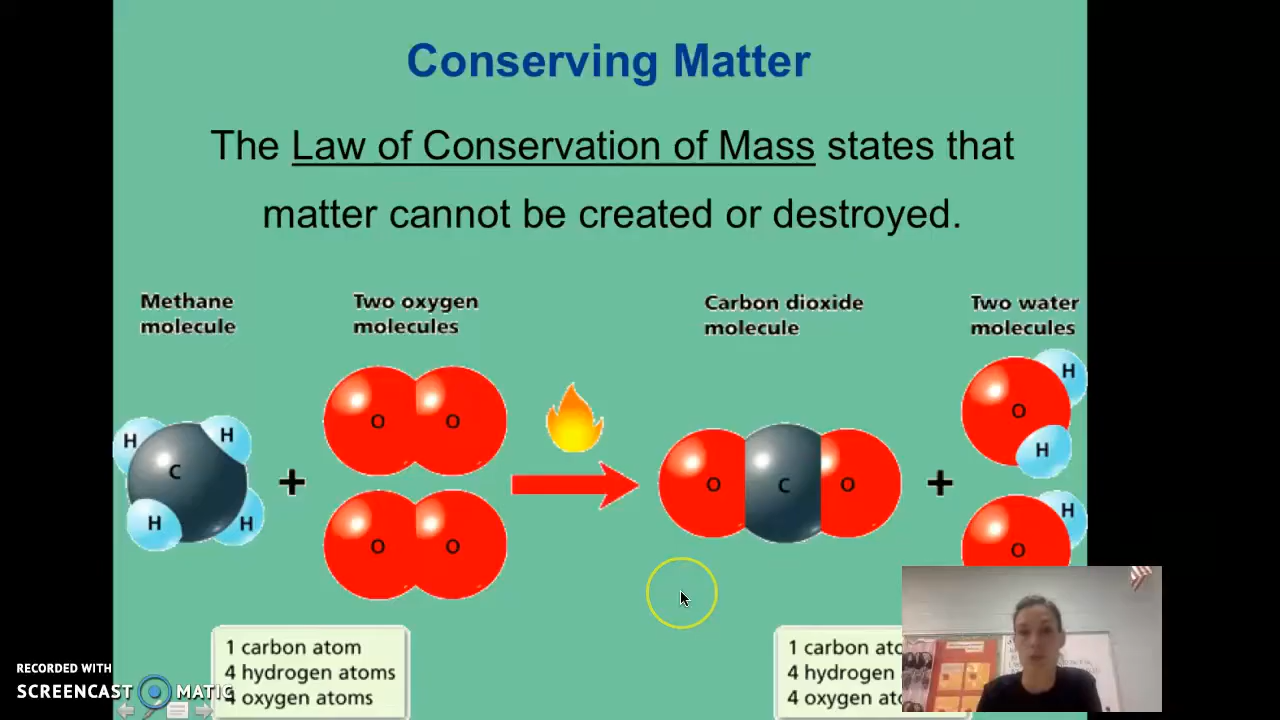 Conserving Matter
The Law of Conservation of Mass states that
matter cannot be created or destroyed.
Methane
molecule
Two oxygen
molecules
Carbon dioxide
molecule
Two water
molecules
H
H
C
H
H
+
O O
O O
O C O
+
O
H
H
O
H
1 carbon atom
4 hydrogen atoms
4 oxygen atoms
1 carbon
4 hydrogen
4 oxygen
RECORDED WITH
SCREENCAST MATIC